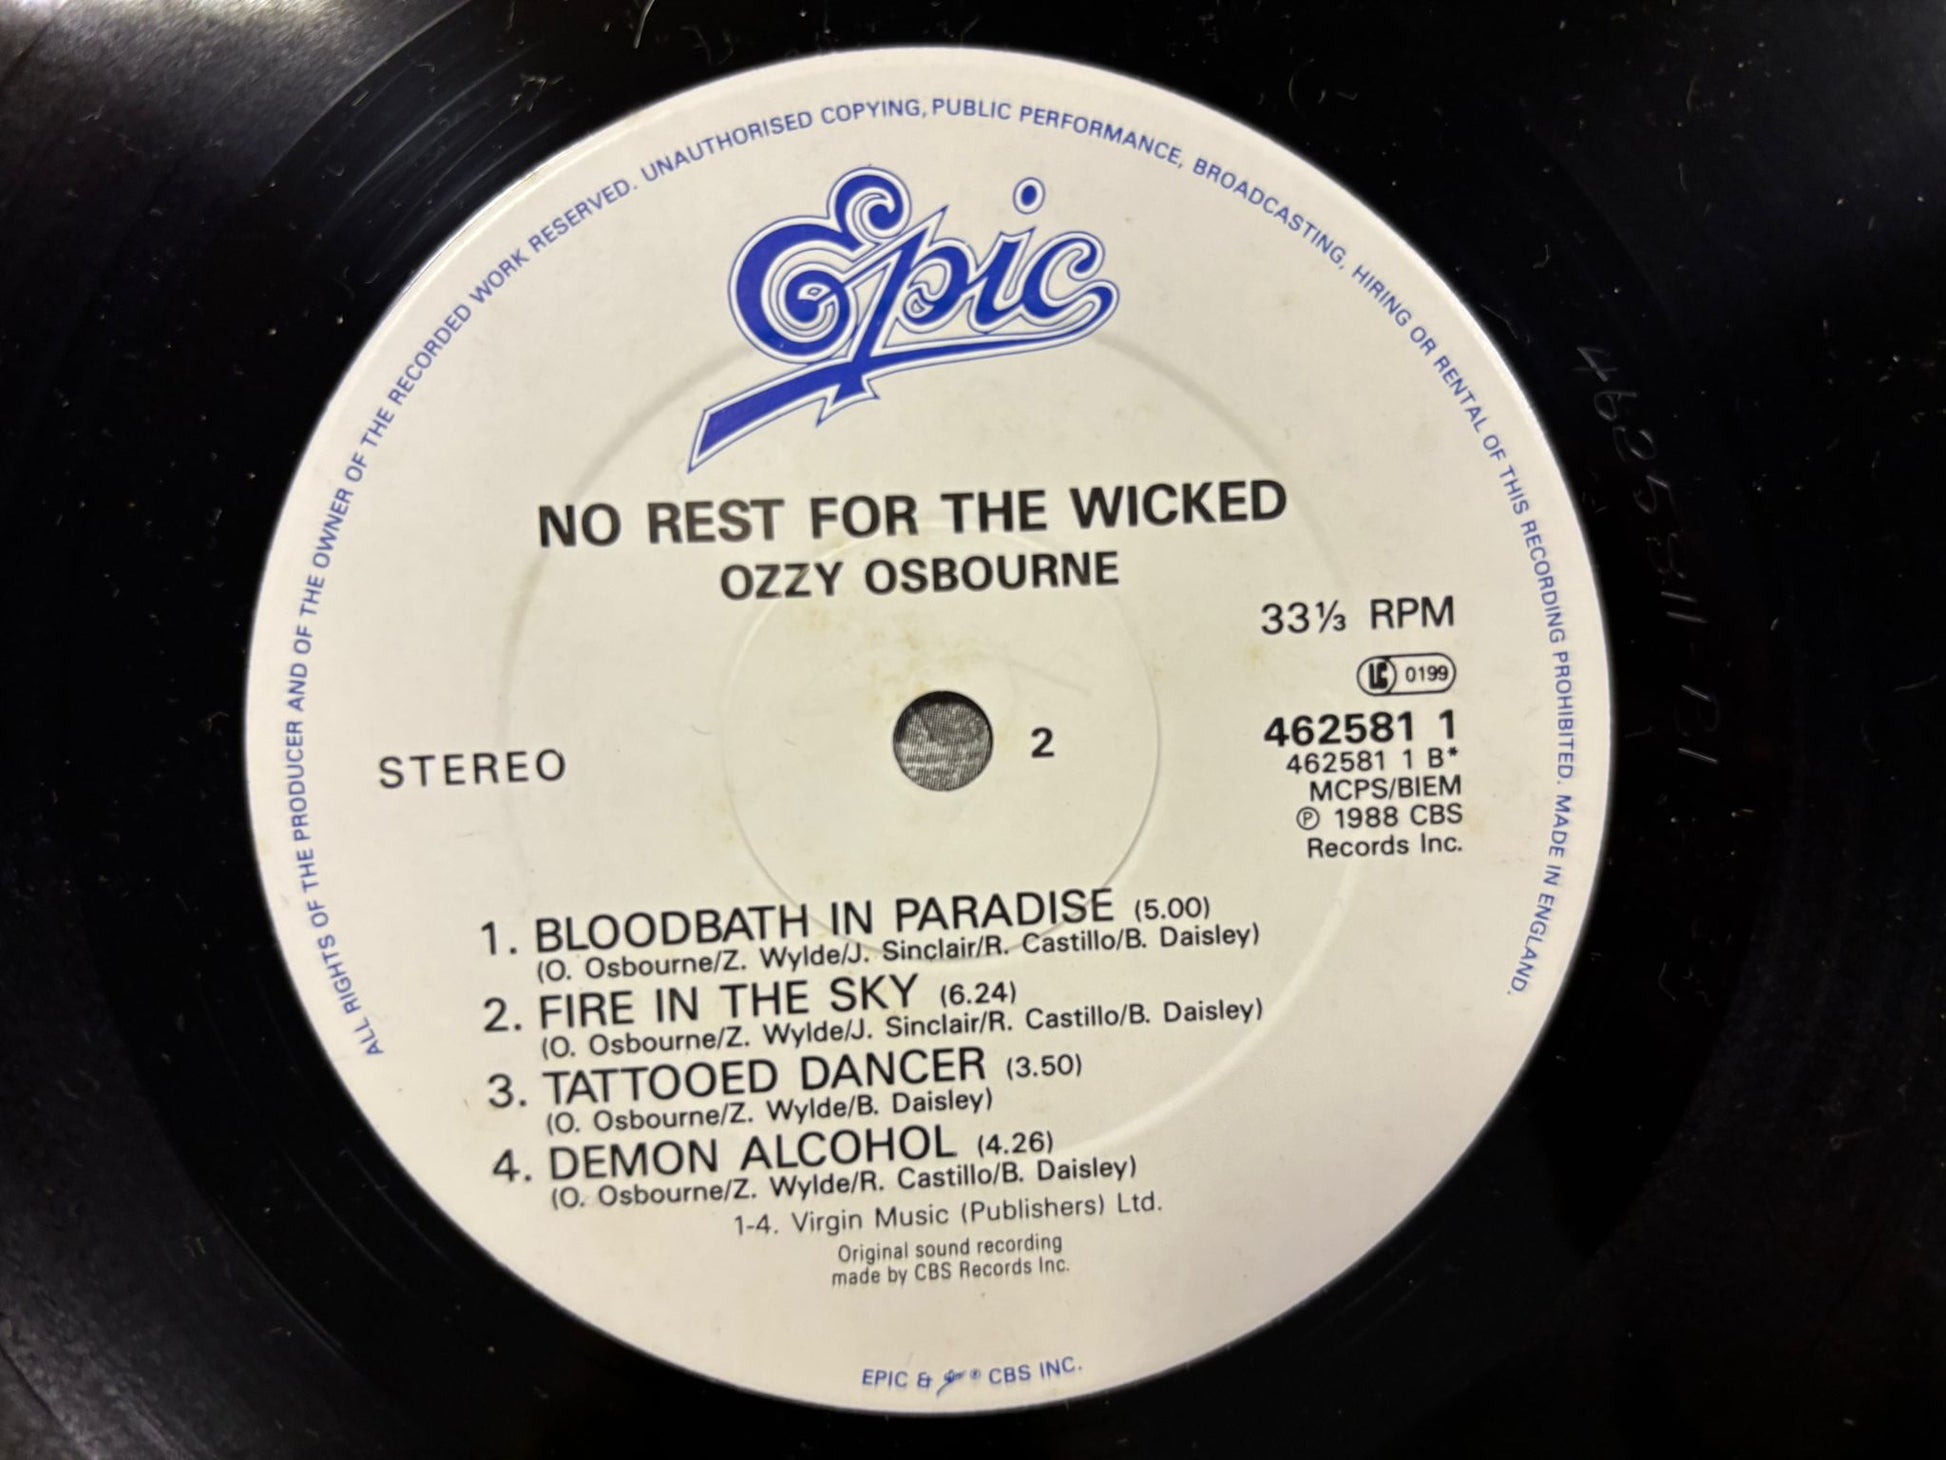 ALL RIGHTS OF THE PRODUCER AND OF THE OWNER OF THE RECORDED WORK RESERVED. UNAUTHORISED COPYING, PUBLIC PERFORMANCE, BROADCASTING, HIRING OR RENTAL OF THIS RECORDING PROHIBITED. MADE IN ENGLAND.
Epic
NO REST FOR THE WICKED
OZZY OSBOURNE
33⅓ RPM
LC 0199
STEREO
2
462581 1
462581 1 B*
MCPS/BIEM
℗ 1988 CBS
Records Inc.
1. BLOODBATH IN PARADISE (5.00)
(O. Osbourne/Z. Wylde/J. Sinclair/R. Castillo/B. Daisley)
2. FIRE IN THE SKY (6.24)
(O. Osbourne/Z. Wylde/J. Sinclair/R. Castillo/B. Daisley)
3. TATTOOED DANCER (3.50)
(O. Osbourne/Z. Wylde/B. Daisley)
4. DEMON ALCOHOL (4.26)
(O. Osbourne/Z. Wylde/R. Castillo/B. Daisley)
1-4. Virgin Music (Publishers) Ltd.
Original sound recording
made by CBS Records Inc.
EPIC & Epic ® CBS INC.